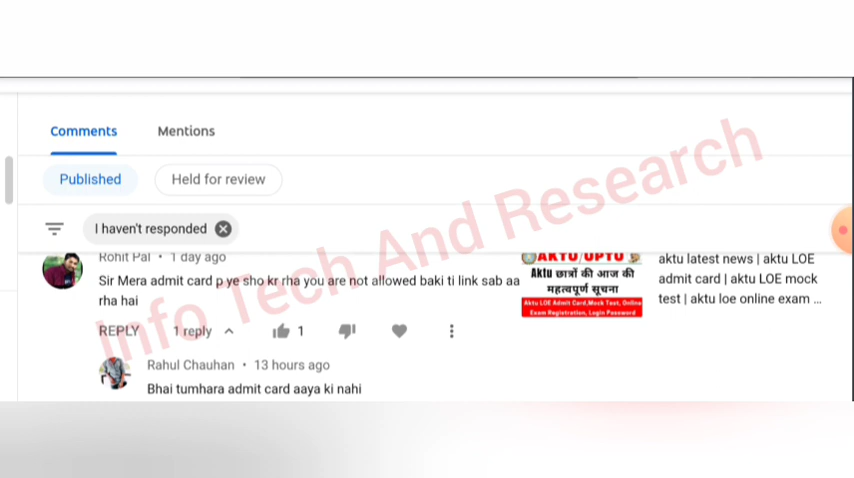 Comments Mentions
Published Held for review
I haven't responded
Rohit Pal • 1 day ago
Sir Mera admit card p ye sho kr rha you are not allowed baki ti link sab aa
rha hai
REPLY 1 reply 1
Rahul Chauhan • 13 hours ago
Bhai tumhara admit card aaya ki nahi
AKTU/UPTU
Aktu छात्रों की आज की
महत्वपूर्ण सूचना
Aktu LOE Admit Card,Mock Test, Online
Exam Registration, Login Password
aktu latest news | aktu LOE
admit card | aktu LOE mock
test | aktu loe online exam ...
Info Tech And Research